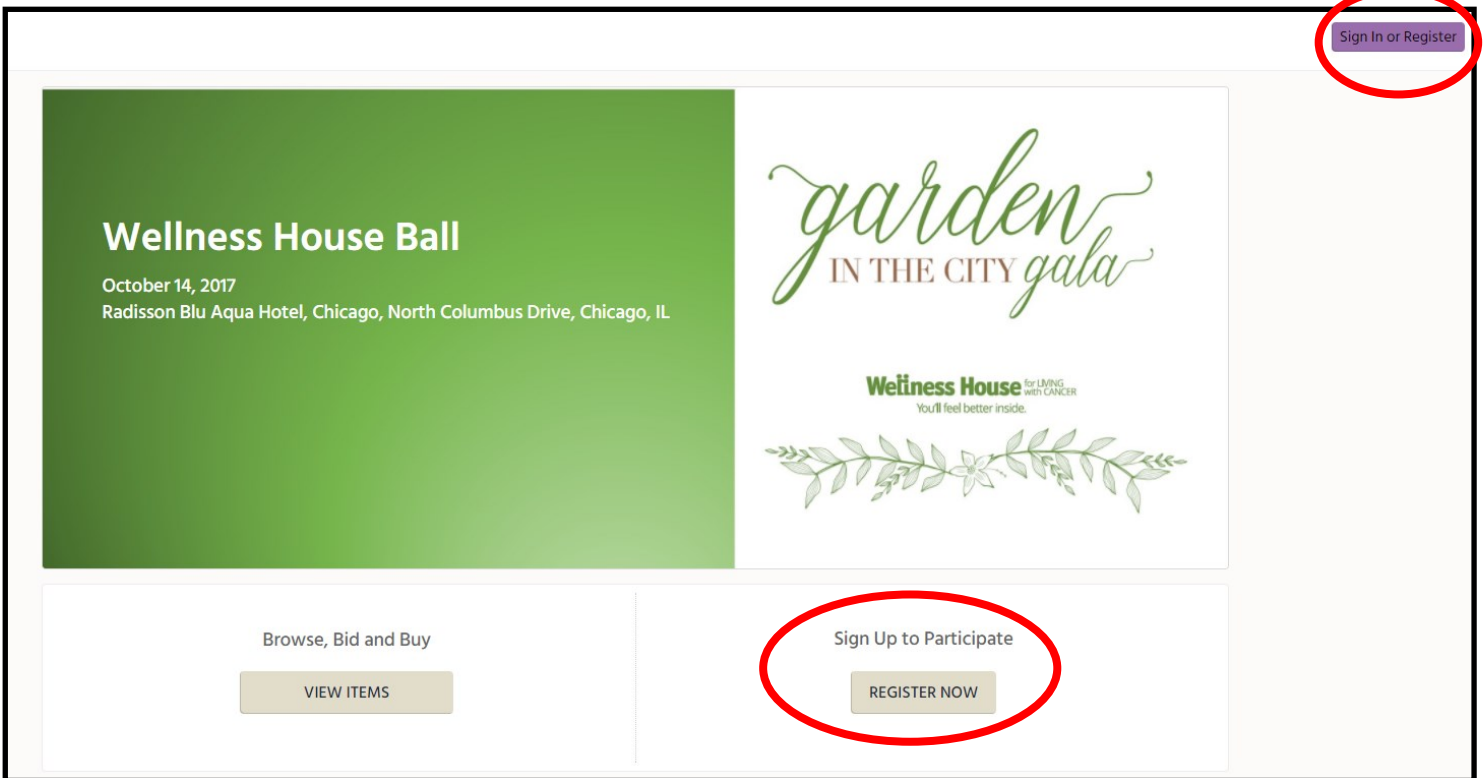 Sign In or Register
Wellness House Ball
October 14, 2017
Radisson Blu Aqua Hotel, Chicago, North Columbus Drive, Chicago, IL
garden
IN THE CITY gala
Wellness House for LIVING
with CANCER
You'll feel better inside.
Browse, Bid and Buy
Sign Up to Participate
VIEW ITEMS
REGISTER NOW